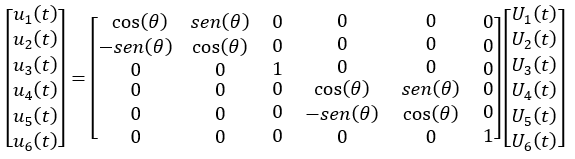 u₁(t) cos(θ) sen(θ) 0 0 0 0 U₁(t)
u₂(t) −sen(θ) cos(θ) 0 0 0 0 U₂(t)
u₃(t) = 0 0 1 0 0 0 U₃(t)
u₄(t) 0 0 0 cos(θ) sen(θ) 0 U₄(t)
u₅(t) 0 0 0 −sen(θ) cos(θ) 0 U₅(t)
u₆(t) 0 0 0 0 0 1 U₆(t)